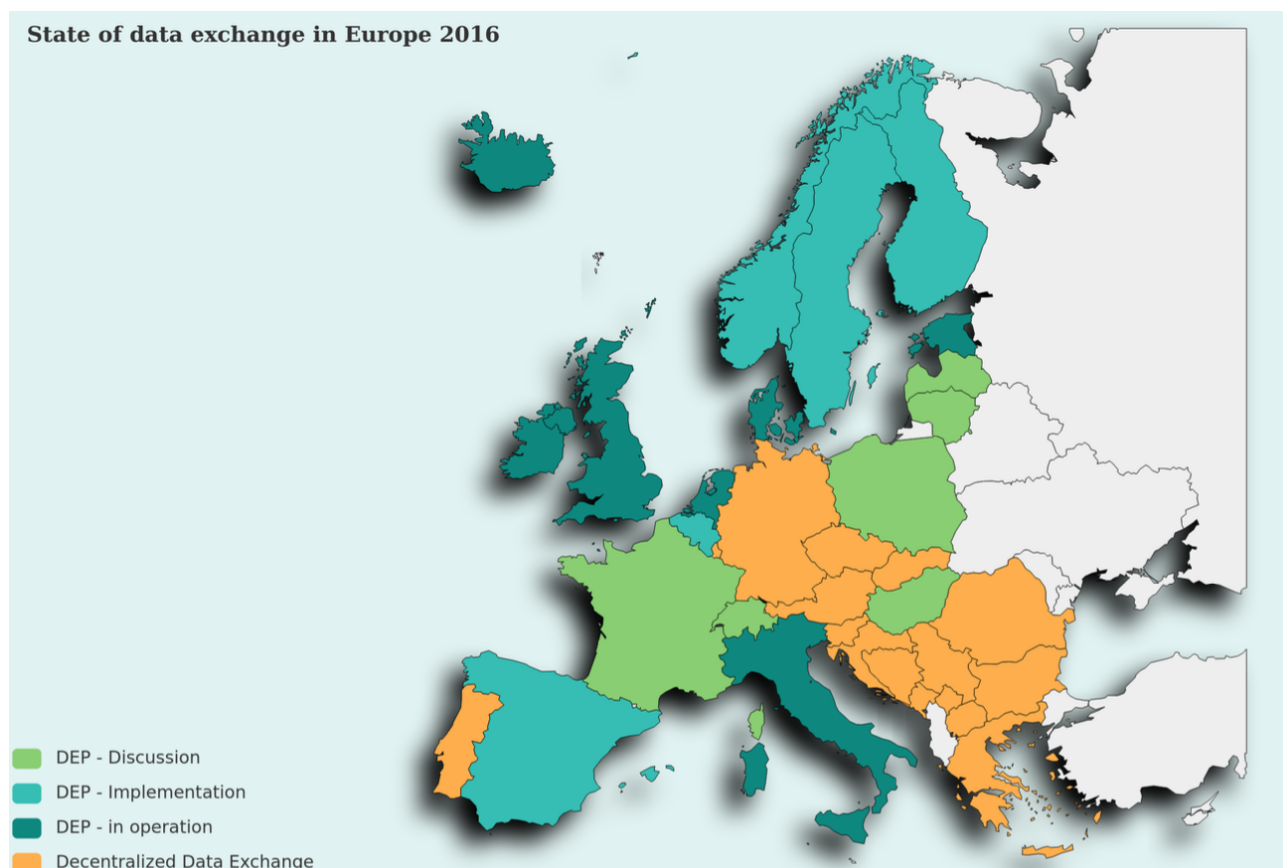 State of data exchange in Europe 2016
DEP - Discussion
DEP - Implementation
DEP - in operation
Decentralized Data Exchange